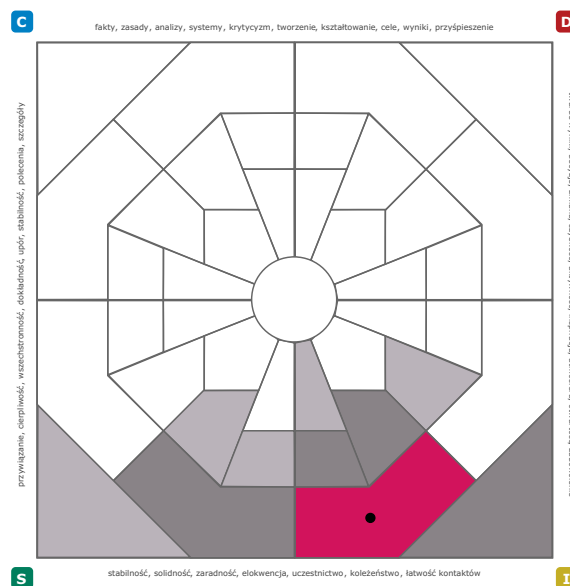 C
fakty, zasady, analizy, systemy, krytycyzm, tworzenie, kształtowanie, cele, wyniki, przyśpieszenie
D
przywiązanie, cierpliwość, wszechstronność, dokładność, upór, stabilność, polecenia, szczegóły
S
stabilność, solidność, zaradność, elokwencja, uczestnictwo, koleżeństwo, łatwość kontaktów
I